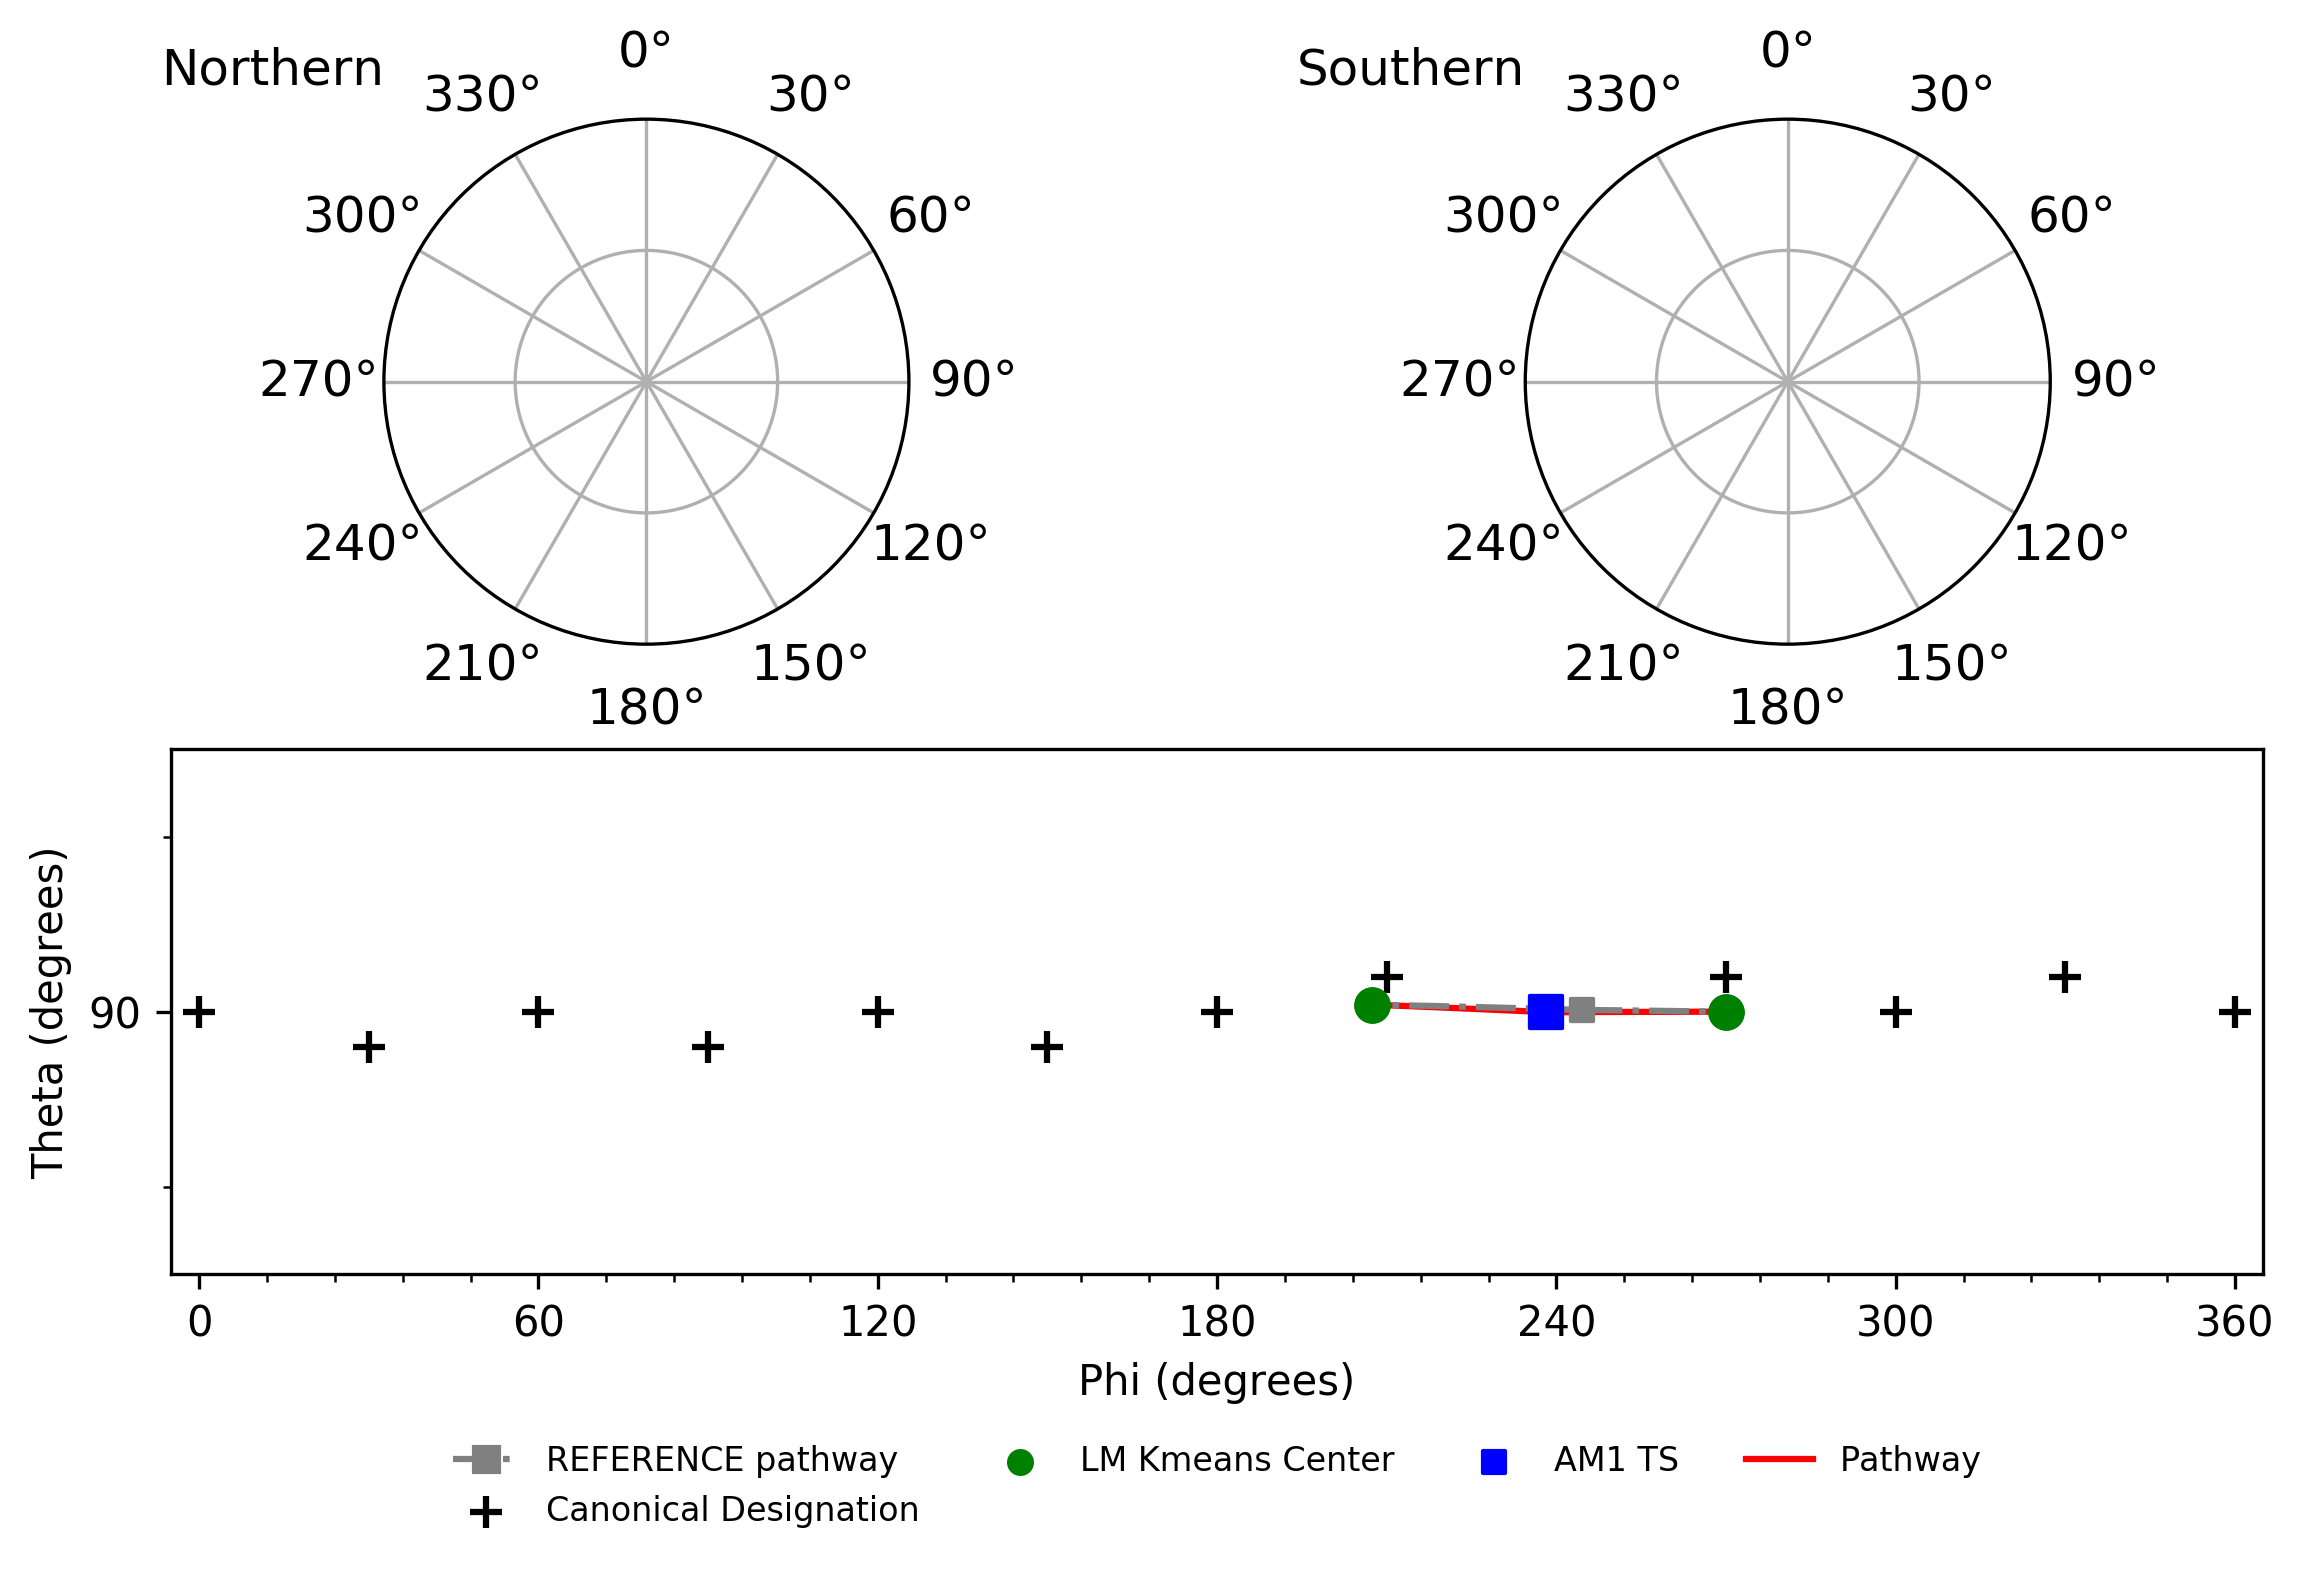 Northern
0°
30°
60°
90°
120°
150°
180°
210°
240°
270°
300°
330°
Southern
0°
30°
60°
90°
120°
150°
180°
210°
240°
270°
300°
330°
Theta (degrees)
90
0 60 120 180 240 300 360
Phi (degrees)
REFERENCE pathway
Canonical Designation
LM Kmeans Center
AM1 TS
Pathway